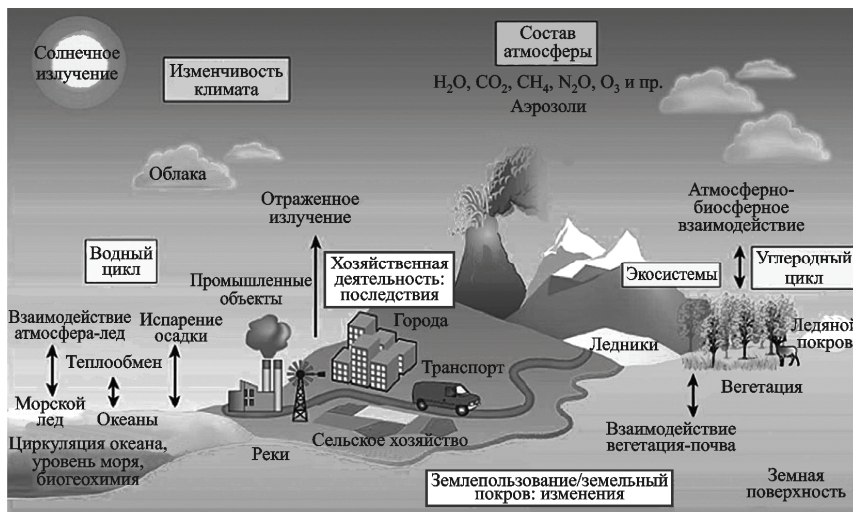 Солнечное
излучение
Изменчивость
климата
Состав
атмосферы
H₂O, CO₂, CH₄, N₂O, O₃ и пр.
Аэрозоли
Облака
Отраженное
излучение
Атмосферно-
биосферное
взаимодействие
Водный
цикл
Хозяйственная
деятельность:
последствия
Экосистемы
Углеродный
цикл
Промышленные
объекты
Взаимодействие
атмосфера-лед
Испарение
осадки
Города
Ледяной
покров
Теплообмен
Транспорт
Ледники
Вегетация
Морской
лед
Океаны
Сельское хозяйство
Взаимодействие
вегетация-почва
Циркуляция океана,
уровень моря,
биогеохимия
Реки
Землепользование/земельный
покров: изменения
Земная
поверхность